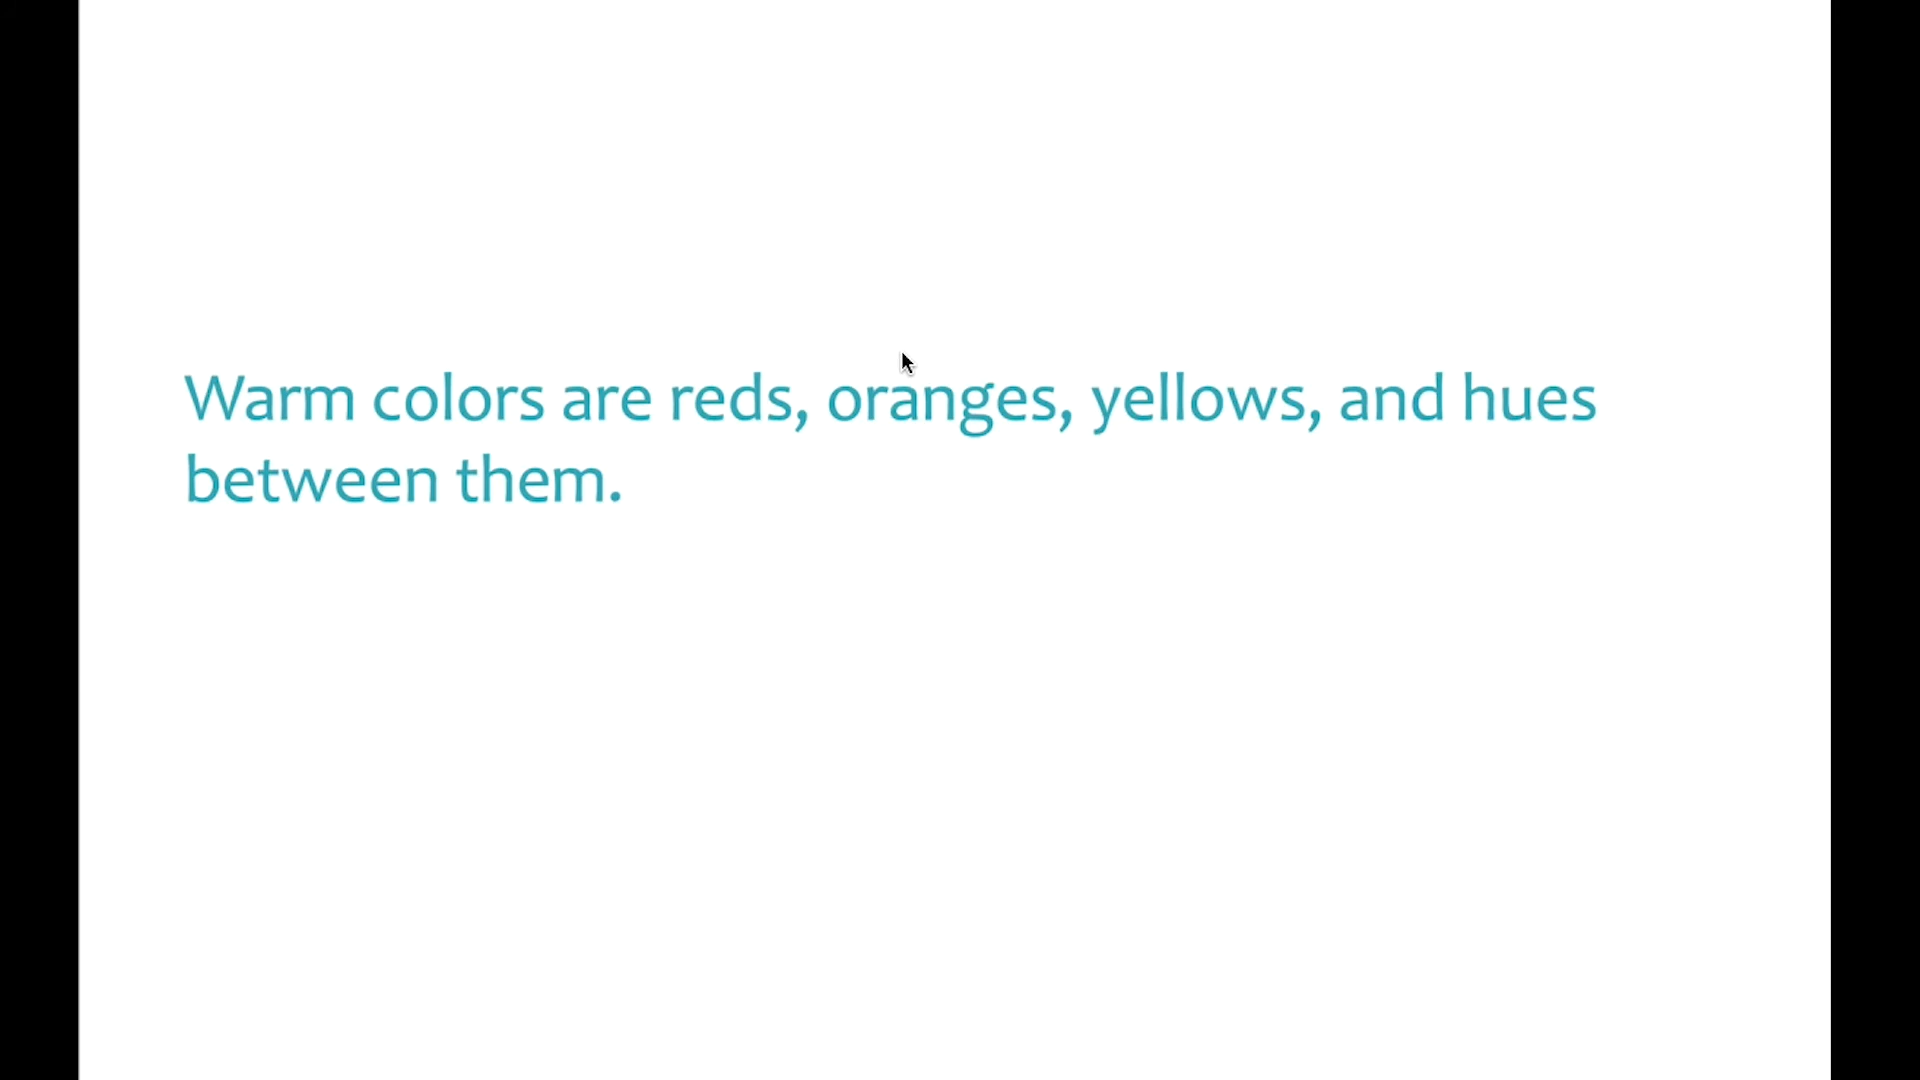 Warm colors are reds, oranges, yellows, and hues
between them.